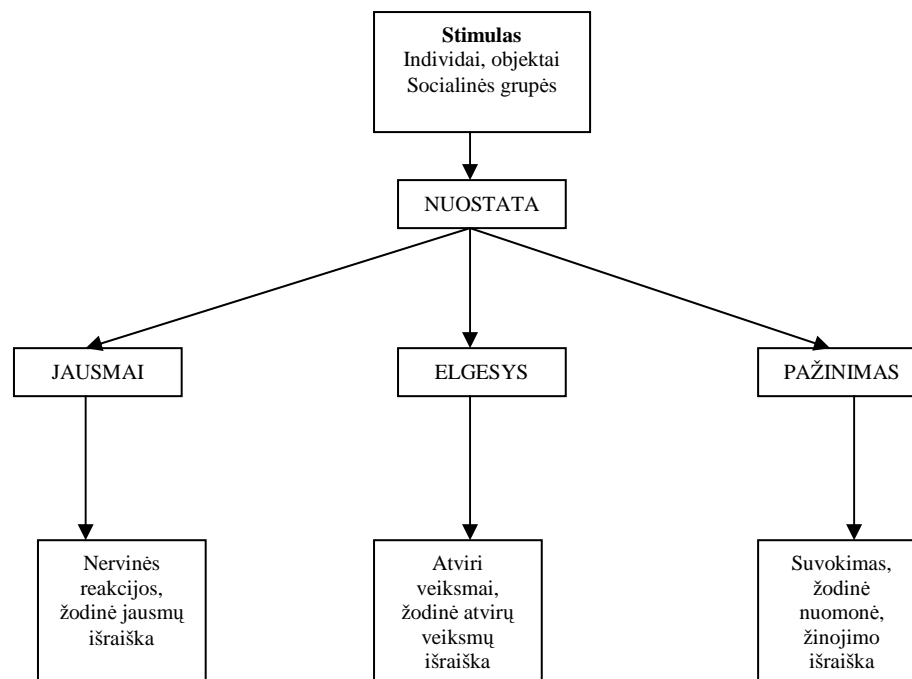 Stimulas
Individai, objektai
Socialinės grupės
NUOSTATA
JAUSMAI
ELGESYS
PAŽINIMAS
Nervinės
reakcijos,
žodinė jausmų
išraiška
Atviri
veiksmai,
žodinė atvirų
veiksmų
išraiška
Suvokimas,
žodinė
nuomonė,
žinojimo
išraiška